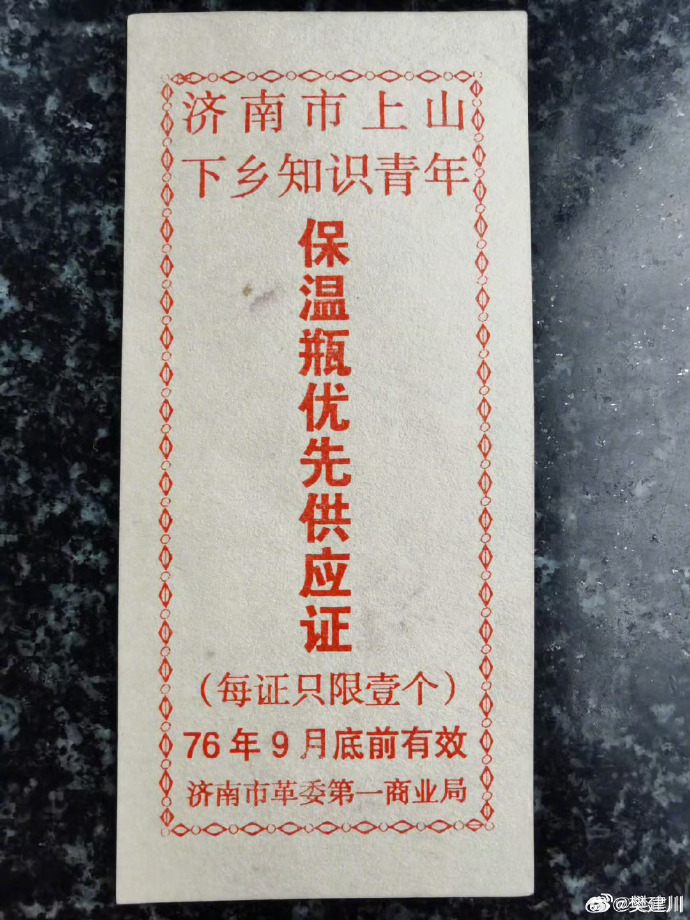 济南市上山
下乡知识青年
保温瓶优先供应证
（每证只限壹个）
76年9月底前有效
济南市革委第一商业局
@樊建川